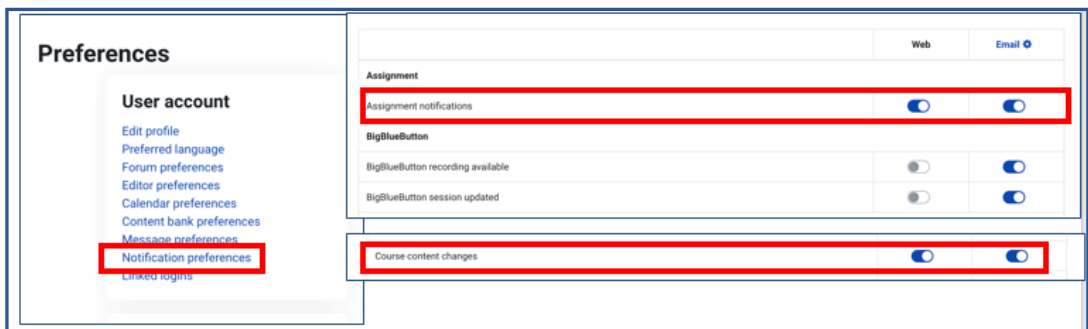 Preferences
User account
Edit profile
Preferred language
Forum preferences
Editor preferences
Calendar preferences
Content bank preferences
Message preferences
Notification preferences
Linked logins
Web Email
Assignment
Assignment notifications
BigBlueButton
BigBlueButton recording available
BigBlueButton session updated
Course content changes